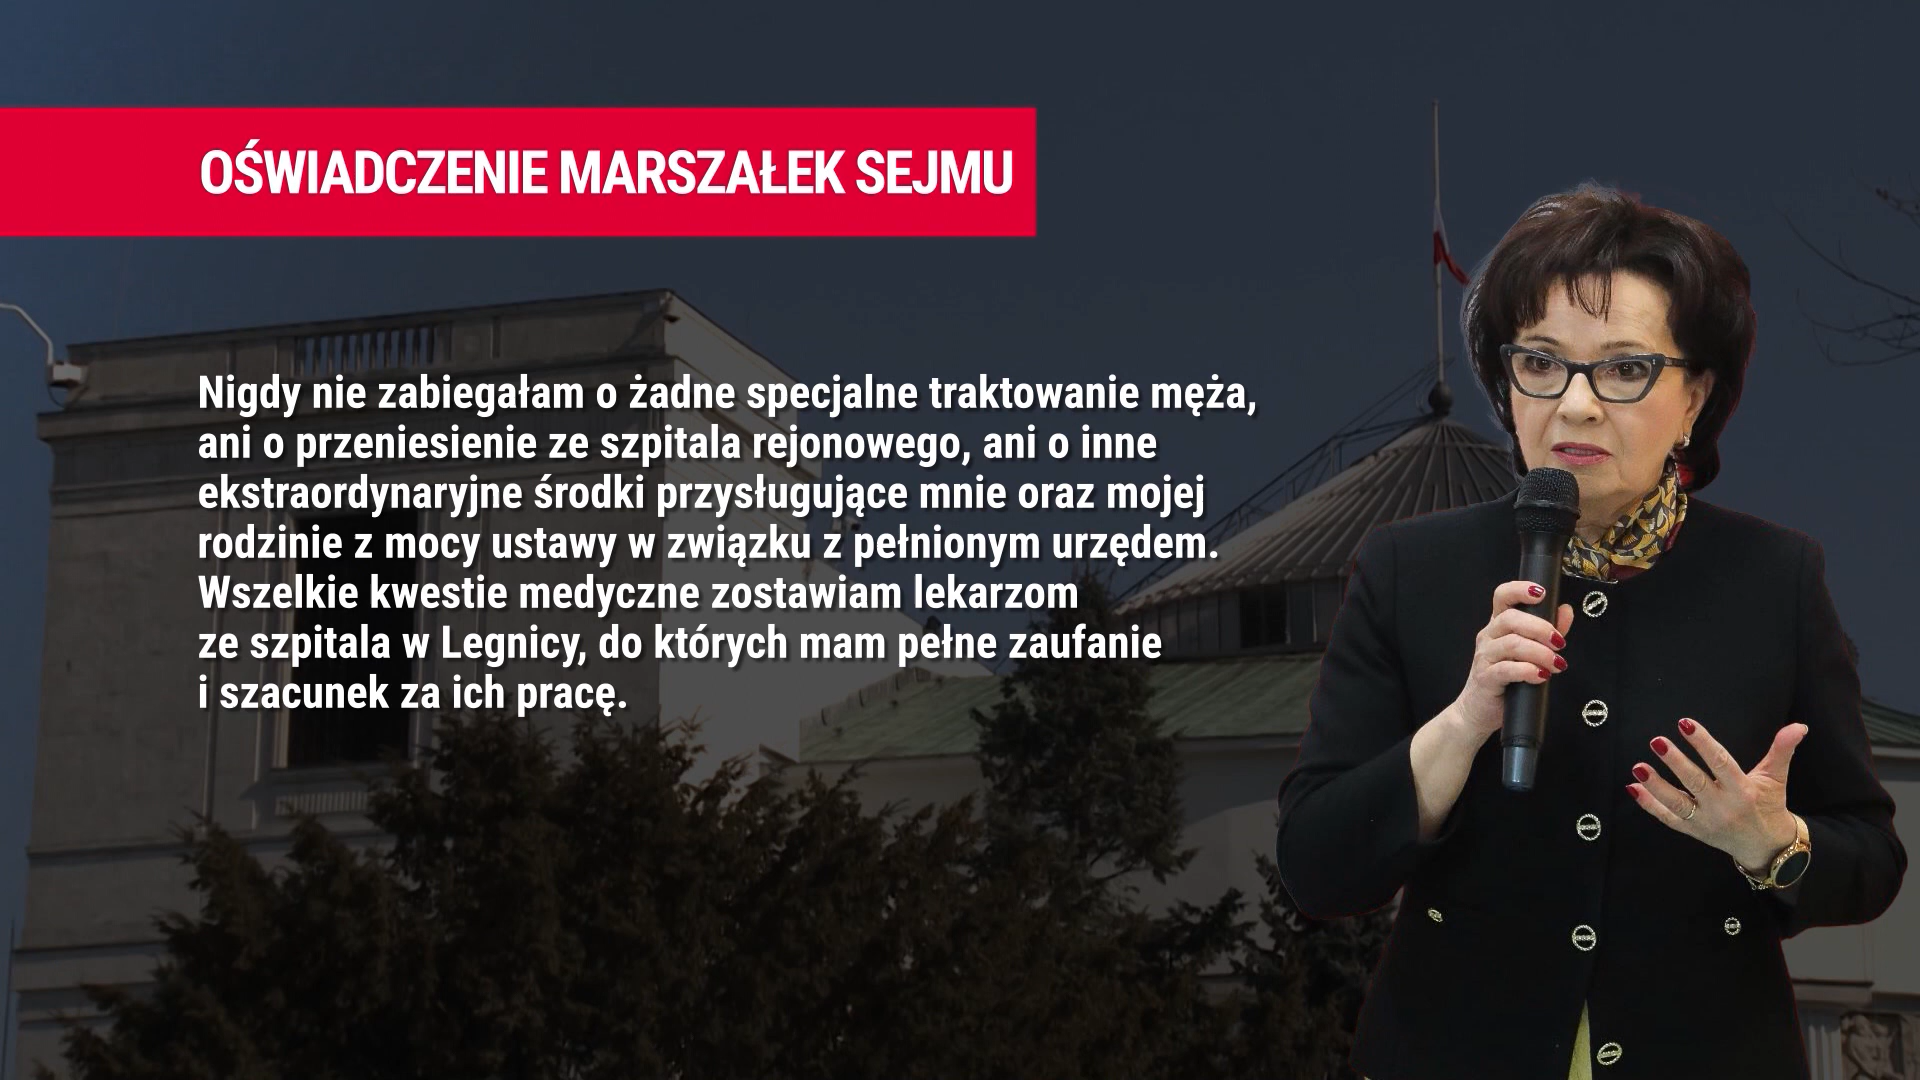 OŚWIADCZENIE MARSZAŁEK SEJMU
Nigdy nie zabiegałam o żadne specjalne traktowanie męża,
ani o przeniesienie ze szpitala rejonowego, ani o inne
ekstraordynaryjne środki przysługujące mnie oraz mojej
rodzinie z mocy ustawy w związku z pełnionym urzędem.
Wszelkie kwestie medyczne zostawiam lekarzom
ze szpitala w Legnicy, do których mam pełne zaufanie
i szacunek za ich pracę.